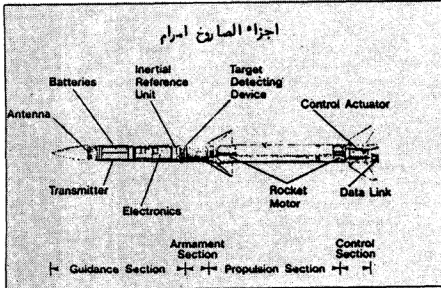 اجزاء الصاروخ امرام
Batteries
Inertial Reference Unit
Target Detecting Device
Control Actuator
Antenna
Transmitter
Electronics
Rocket Motor
Data Link
Armament Section
Control Section
Guidance Section
Propulsion Section